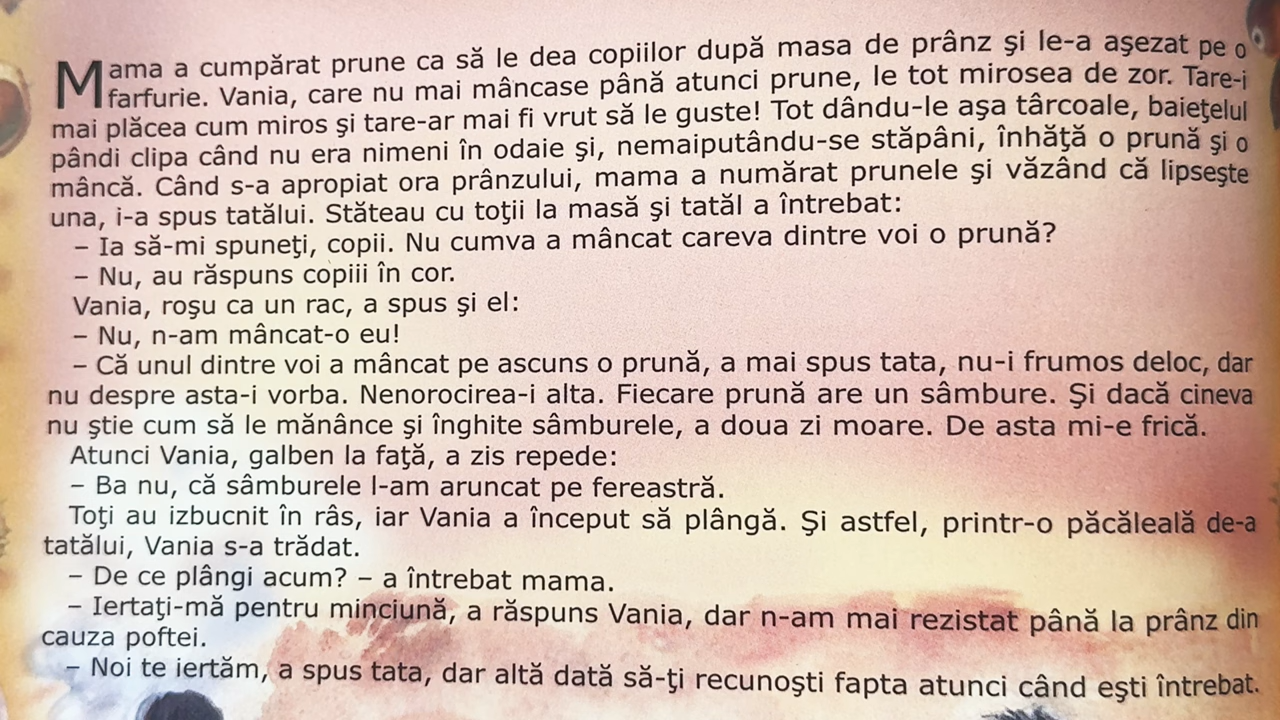 Mama a cumpărat prune ca să le dea copiilor după masa de prânz şi le-a aşezat pe o
farfurie. Vania, care nu mai mâncase până atunci prune, le tot mirosea de zor. Tare-i
mai plăcea cum miros şi tare-ar mai fi vrut să le guste! Tot dându-le aşa târcoale, baieţelul
pândi clipa când nu era nimeni în odaie şi, nemaiputându-se stăpâni, înhăţă o prună şi o
mâncă. Când s-a apropiat ora prânzului, mama a numărat prunele şi văzând că lipseşte
una, i-a spus tatălui. Stăteau cu toţii la masă şi tatăl a întrebat:
– Ia să-mi spuneţi, copii. Nu cumva a mâncat careva dintre voi o prună?
– Nu, au răspuns copiii în cor.
Vania, roşu ca un rac, a spus şi el:
– Nu, n-am mâncat-o eu!
– Că unul dintre voi a mâncat pe ascuns o prună, a mai spus tata, nu-i frumos deloc, dar
nu despre asta-i vorba. Nenorocirea-i alta. Fiecare prună are un sâmbure. Şi dacă cineva
nu ştie cum să le mănânce şi înghite sâmburele, a doua zi moare. De asta mi-e frică.
Atunci Vania, galben la faţă, a zis repede:
– Ba nu, că sâmburele l-am aruncat pe fereastră.
Toţi au izbucnit în râs, iar Vania a început să plângă. Şi astfel, printr-o păcăleală de-a
tatălui, Vania s-a trădat.
– De ce plângi acum? – a întrebat mama.
– Iertaţi-mă pentru minciună, a răspuns Vania, dar n-am mai rezistat până la prânz din
cauza poftei.
– Noi te iertăm, a spus tata, dar altă dată să-ţi recunoşti fapta atunci când eşti întrebat.